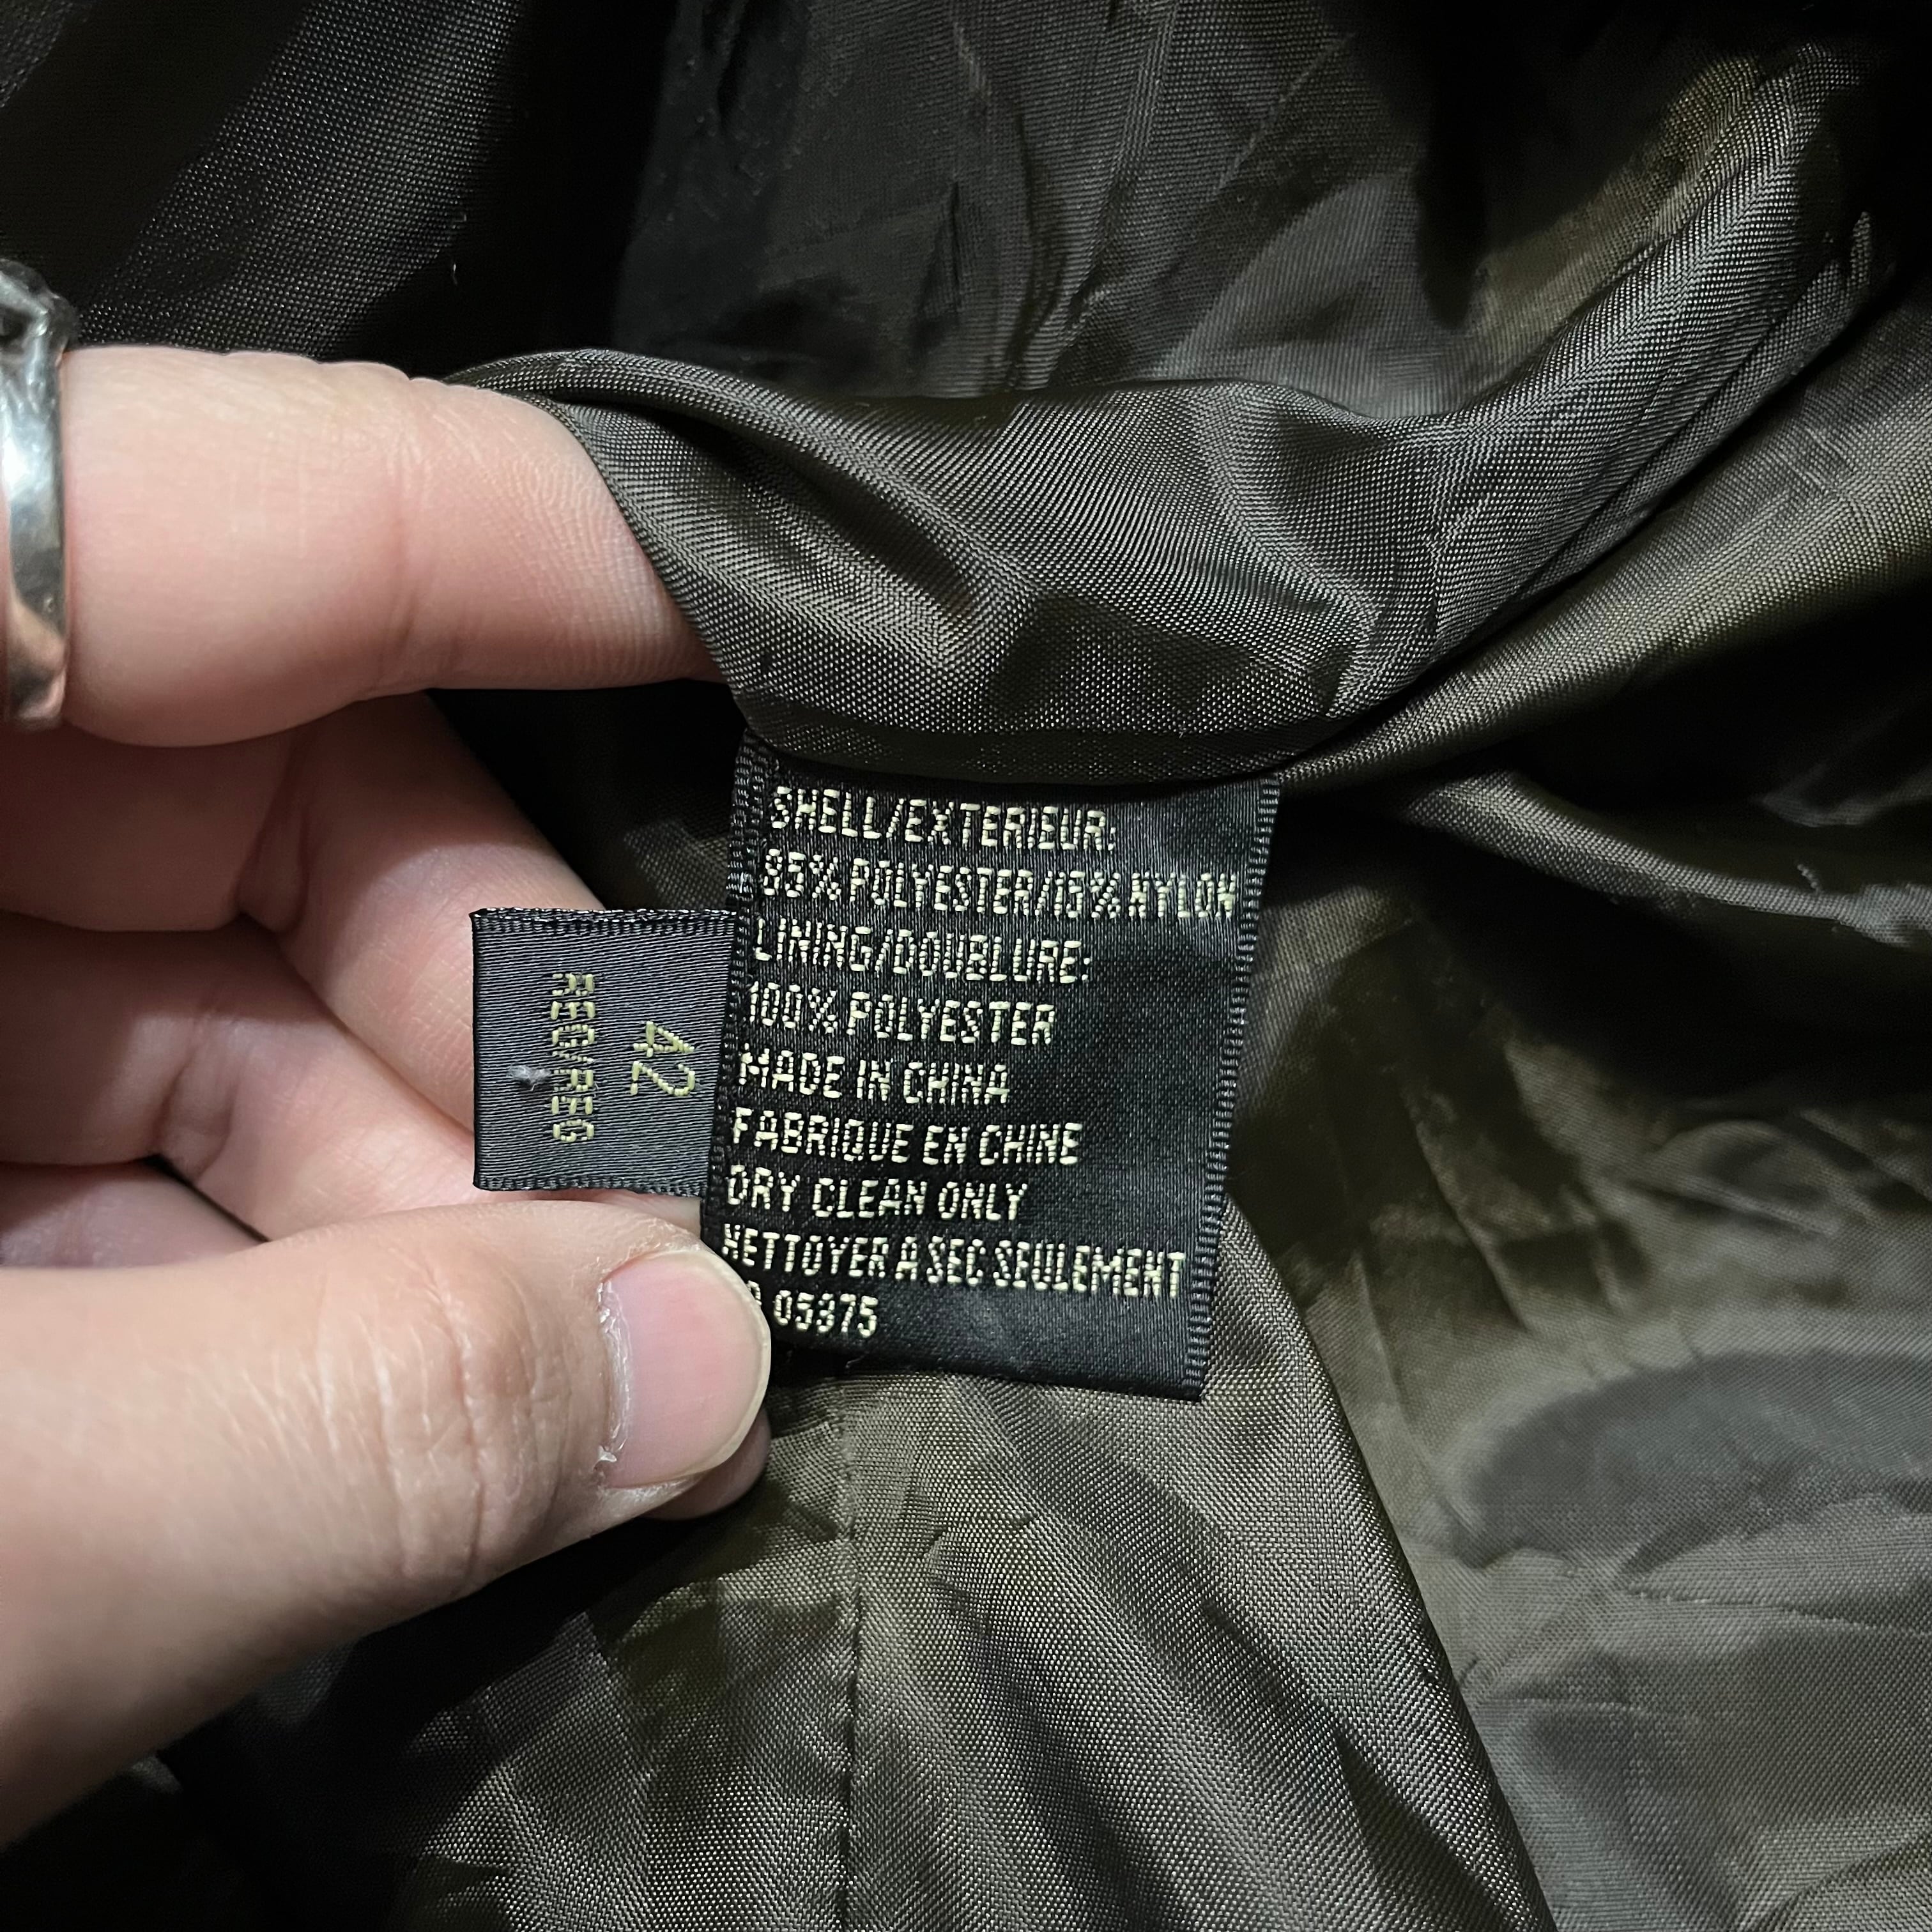 SHELL/EXTERIEUR:
85% POLYESTER/15% NYLON
LINING/DOUBLURE:
100% POLYESTER
MADE IN CHINA
FABRIQUE EN CHINE
DRY CLEAN ONLY
NETTOYER A SEC SEULEMENT
05375
42
REG/REG